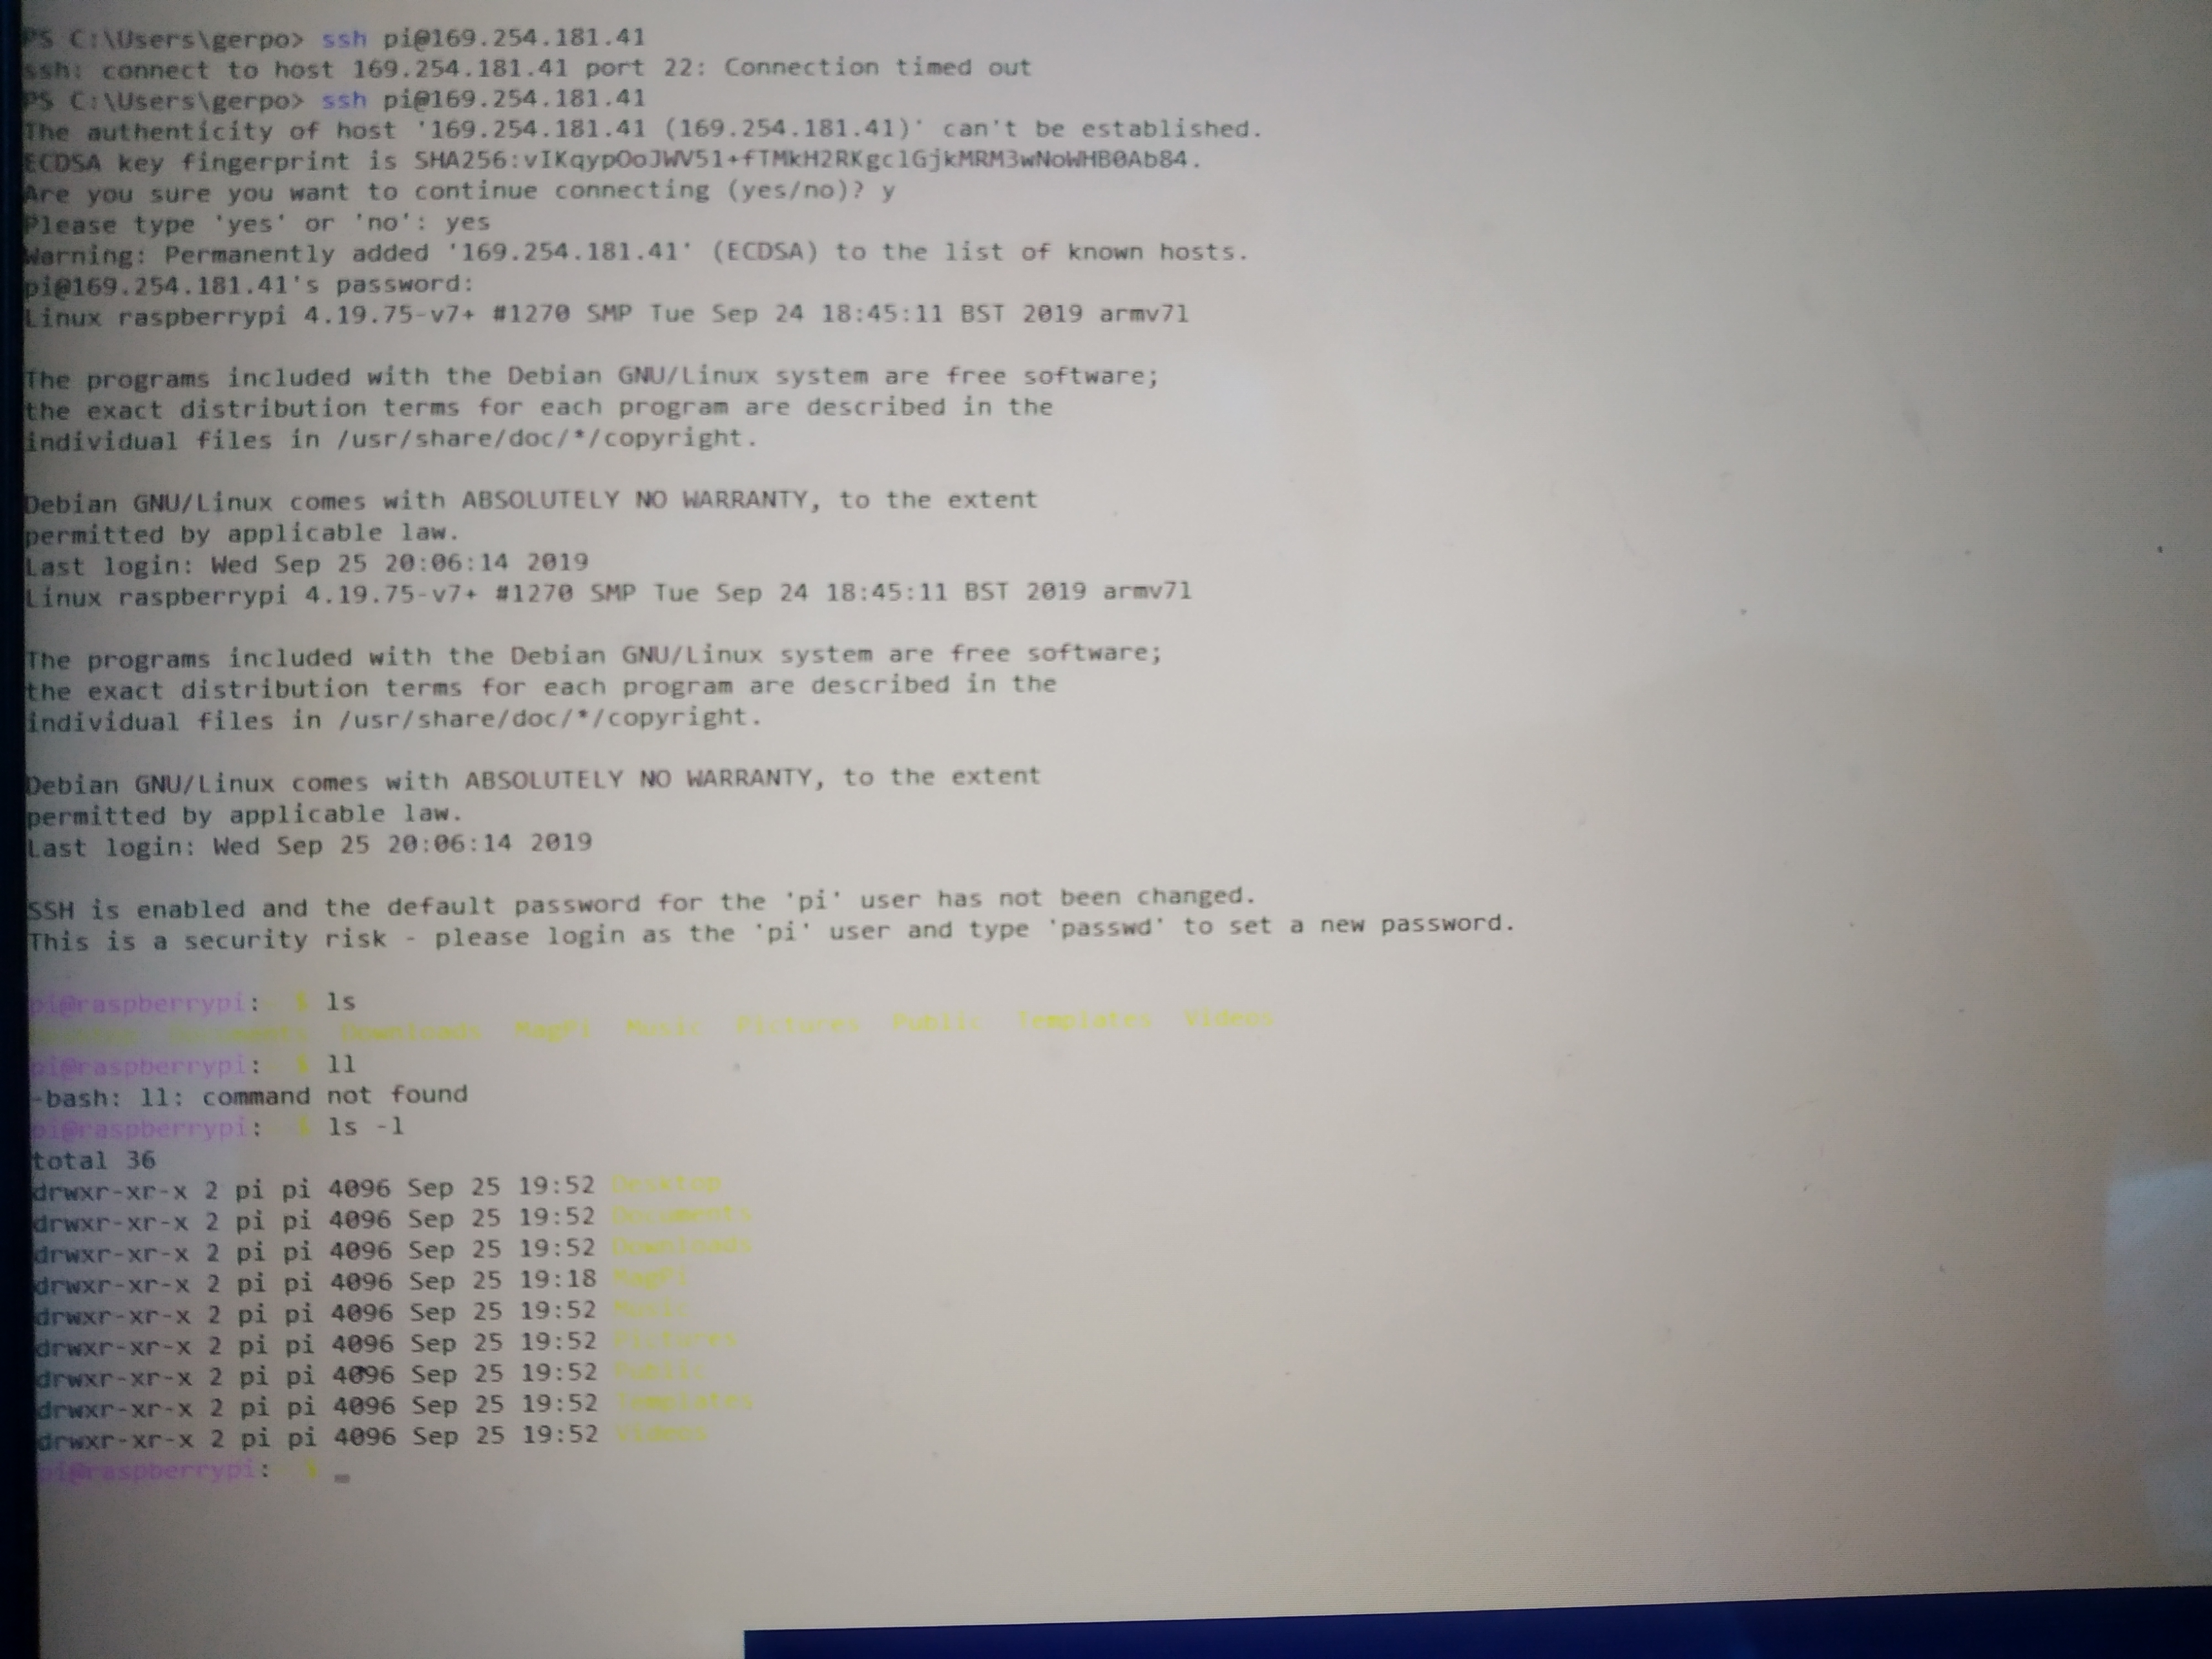 PS C:\Users\gerpo> ssh pi@169.254.181.41
ssh: connect to host 169.254.181.41 port 22: Connection timed out
PS C:\Users\gerpo> ssh pi@169.254.181.41
The authenticity of host '169.254.181.41 (169.254.181.41)' can't be established.
ECDSA key fingerprint is SHA256:vIKqypOoJWV51+fTMkH2RKgclGjkMRM3wNoWHB0Ab84.
Are you sure you want to continue connecting (yes/no)? y
Please type 'yes' or 'no': yes
Warning: Permanently added '169.254.181.41' (ECDSA) to the list of known hosts.
pi@169.254.181.41's password:
Linux raspberrypi 4.19.75-v7+ #1270 SMP Tue Sep 24 18:45:11 BST 2019 armv7l

The programs included with the Debian GNU/Linux system are free software;
the exact distribution terms for each program are described in the
individual files in /usr/share/doc/*/copyright.

Debian GNU/Linux comes with ABSOLUTELY NO WARRANTY, to the extent
permitted by applicable law.
Last login: Wed Sep 25 20:06:14 2019
Linux raspberrypi 4.19.75-v7+ #1270 SMP Tue Sep 24 18:45:11 BST 2019 armv7l

The programs included with the Debian GNU/Linux system are free software;
the exact distribution terms for each program are described in the
individual files in /usr/share/doc/*/copyright.

Debian GNU/Linux comes with ABSOLUTELY NO WARRANTY, to the extent
permitted by applicable law.
Last login: Wed Sep 25 20:06:14 2019

SSH is enabled and the default password for the 'pi' user has not been changed.
This is a security risk - please login as the 'pi' user and type 'passwd' to set a new password.

pi@raspberrypi: $ ls
Desktop Documents Downloads MagPi Music Pictures Public Templates Videos
pi@raspberrypi: $ ll
-bash: ll: command not found
pi@raspberrypi: $ ls -l
total 36
drwxr-xr-x 2 pi pi 4096 Sep 25 19:52 Desktop
drwxr-xr-x 2 pi pi 4096 Sep 25 19:52 Documents
drwxr-xr-x 2 pi pi 4096 Sep 25 19:52 Downloads
drwxr-xr-x 2 pi pi 4096 Sep 25 19:18 MagPi
drwxr-xr-x 2 pi pi 4096 Sep 25 19:52 Music
drwxr-xr-x 2 pi pi 4096 Sep 25 19:52 Pictures
drwxr-xr-x 2 pi pi 4096 Sep 25 19:52 Public
drwxr-xr-x 2 pi pi 4096 Sep 25 19:52 Templates
drwxr-xr-x 2 pi pi 4096 Sep 25 19:52 Videos
pi@raspberrypi: $ _